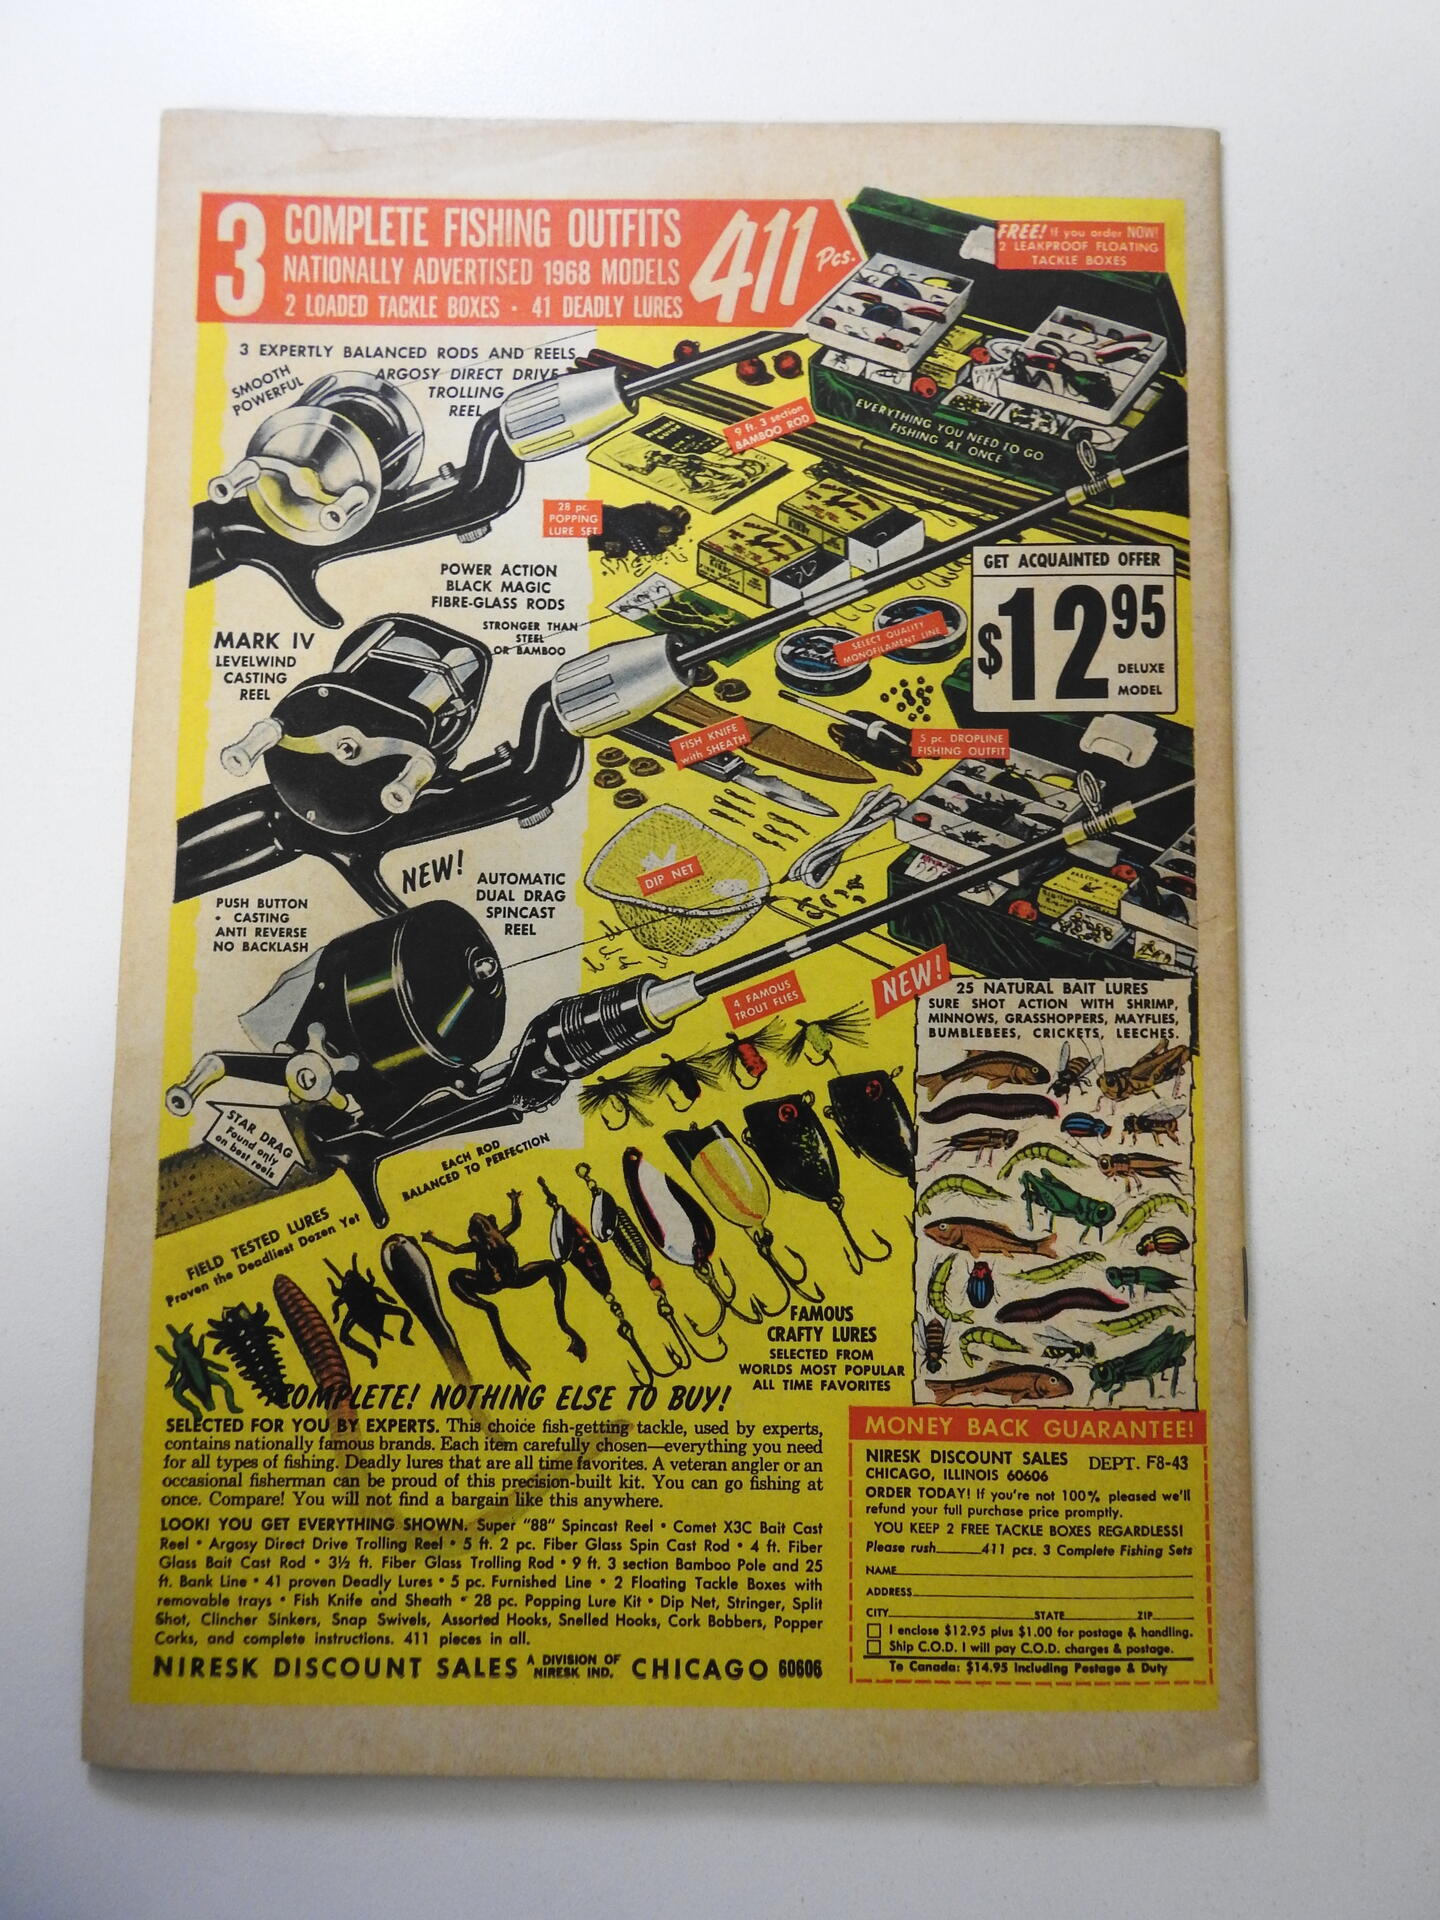 3 COMPLETE FISHING OUTFITS
NATIONALLY ADVERTISED 1968 MODELS
2 LOADED TACKLE BOXES · 41 DEADLY LURES
411 Pcs.
FREE! If you order NOW!
2 LEAKPROOF FLOATING
TACKLE BOXES
3 EXPERTLY BALANCED RODS AND REELS
SMOOTH
POWERFUL
ARGOSY DIRECT DRIVE
TROLLING
REEL
9 ft. 3 section
BAMBOO ROD
EVERYTHING YOU NEED TO GO
FISHING AT ONCE
28 pc.
POPPING
LURE SET
GET ACQUAINTED OFFER
$12.95
DELUXE
MODEL
POWER ACTION
BLACK MAGIC
FIBRE-GLASS RODS
STRONGER THAN
STEEL
OR BAMBOO
MARK IV
LEVELWIND
CASTING
REEL
SELECT QUALITY
MONOFILAMENT LINE
FISH KNIFE
with SHEATH
5 pc. DROPLINE
FISHING OUTFIT
NEW!
AUTOMATIC
DUAL DRAG
SPINCAST
REEL
DIP NET
PUSH BUTTON
• CASTING
ANTI REVERSE
NO BACKLASH
4 FAMOUS
TROUT FLIES
NEW!
25 NATURAL BAIT LURES
SURE SHOT ACTION WITH SHRIMP,
MINNOWS, GRASSHOPPERS, MAYFLIES,
BUMBLEBEES, CRICKETS, LEECHES.
STAR DRAG
Found only
on best reels
EACH ROD
BALANCED TO PERFECTION
FIELD TESTED LURES
Proven the Deadliest Dozen Yet
FAMOUS
CRAFTY LURES
SELECTED FROM
WORLDS MOST POPULAR
ALL TIME FAVORITES
COMPLETE! NOTHING ELSE TO BUY!
SELECTED FOR YOU BY EXPERTS. This choice fish-getting tackle, used by experts,
contains nationally famous brands. Each item carefully chosen—everything you need
for all types of fishing. Deadly lures that are all time favorites. A veteran angler or an
occasional fisherman can be proud of this precision-built kit. You can go fishing at
once. Compare! You will not find a bargain like this anywhere.
LOOK! YOU GET EVERYTHING SHOWN. Super "88" Spincast Reel • Comet X3C Bait Cast
Reel • Argosy Direct Drive Trolling Reel • 5 ft. 2 pc. Fiber Glass Spin Cast Rod • 4 ft. Fiber
Glass Bait Cast Rod • 3½ ft. Fiber Glass Trolling Rod • 9 ft. 3 section Bamboo Pole and 25
ft. Bank Line • 41 proven Deadly Lures • 5 pc. Furnished Line • 2 Floating Tackle Boxes with
removable trays • Fish Knife and Sheath • 28 pc. Popping Lure Kit • Dip Net, Stringer, Split
Shot, Clincher Sinkers, Snap Swivels, Assorted Hooks, Snelled Hooks, Cork Bobbers, Popper
Corks, and complete instructions. 411 pieces in all.
NIRESK DISCOUNT SALES A DIVISION OF NIRESK IND. CHICAGO 60606
MONEY BACK GUARANTEE!
NIRESK DISCOUNT SALES DEPT. F8-43
CHICAGO, ILLINOIS 60606
ORDER TODAY! If you're not 100% pleased we'll
refund your full purchase price promptly.
YOU KEEP 2 FREE TACKLE BOXES REGARDLESS!
Please rush______411 pcs. 3 Complete Fishing Sets
NAME
ADDRESS
CITY STATE ZIP
I enclose $12.95 plus $1.00 for postage & handling.
Ship C.O.D. I will pay C.O.D. charges & postage.
To Canada: $14.95 Including Postage & Duty